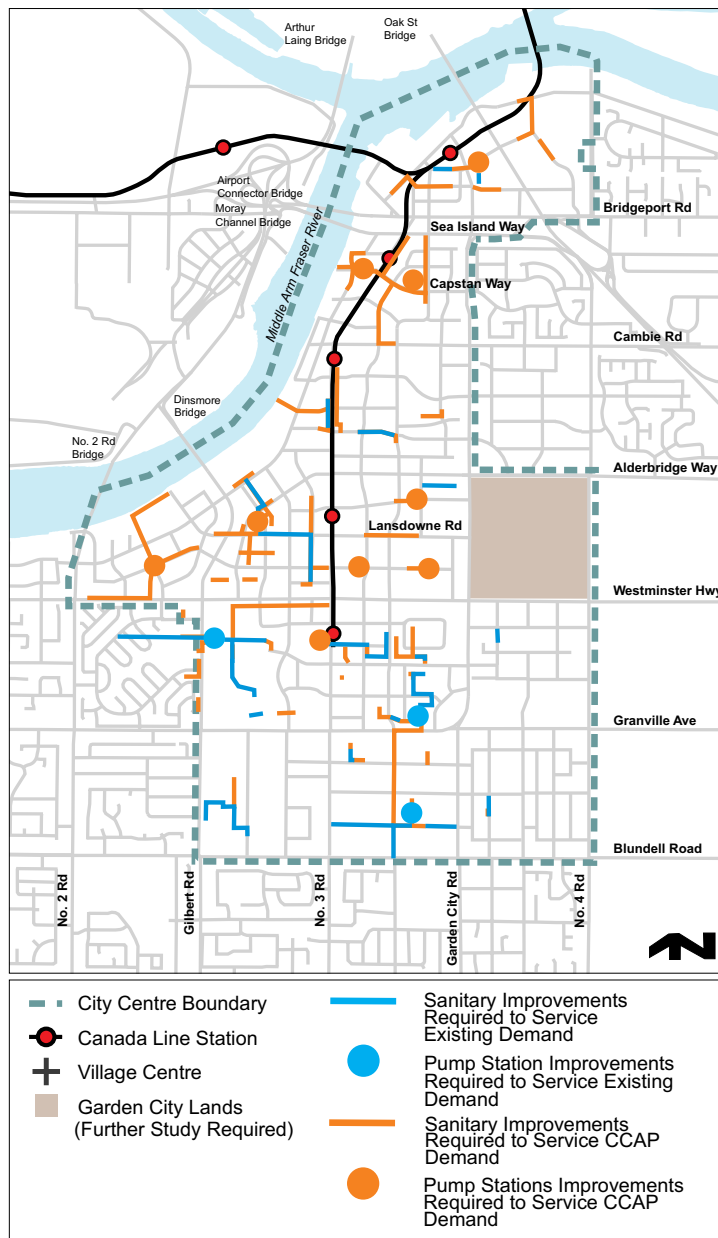 Arthur
Laing Bridge
Oak St
Bridge
Airport
Connector Bridge
Moray
Channel Bridge
Bridgeport Rd
Sea Island Way
Middle Arm Fraser River
Capstan Way
Cambie Rd
Dinsmore
Bridge
No. 2 Rd
Bridge
Alderbridge Way
Lansdowne Rd
Westminster Hwy
Granville Ave
Blundell Road
No. 2 Rd
Gilbert Rd
No. 3 Rd
Garden City Rd
No. 4 Rd
N
City Centre Boundary
Canada Line Station
Village Centre
Garden City Lands
(Further Study Required)
Sanitary Improvements
Required to Service
Existing Demand
Pump Station Improvements
Required to Service Existing
Demand
Sanitary Improvements
Required to Service CCAP
Demand
Pump Stations Improvements
Required to Service CCAP
Demand